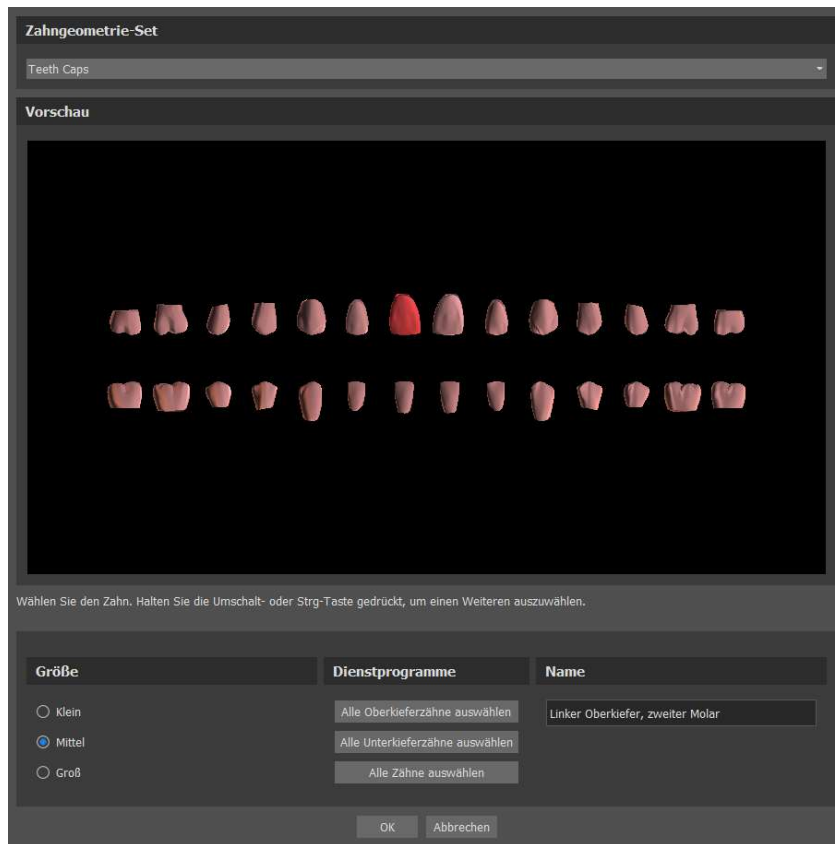 Zahngeometrie-Set
Teeth Caps
Vorschau
Wählen Sie den Zahn. Halten Sie die Umschalt- oder Strg-Taste gedrückt, um einen Weiteren auszuwählen.
Größe
Dienstprogramme
Name
Klein
Alle Oberkieferzähne auswählen
Linker Oberkiefer, zweiter Molar
Mittel
Alle Unterkieferzähne auswählen
Groß
Alle Zähne auswählen
OK
Abbrechen